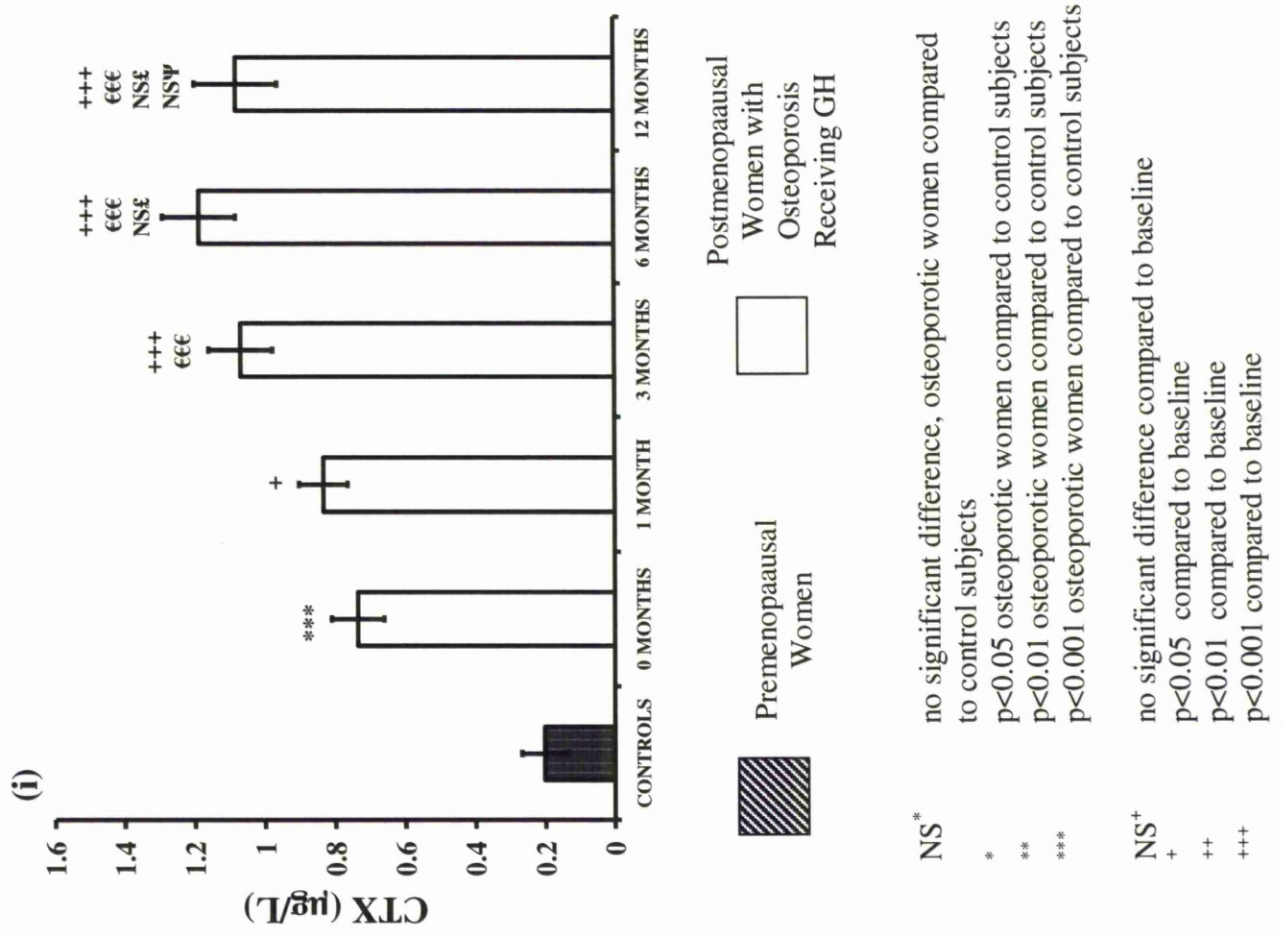 (i)
CTX (µg/L)
1.6
1.4
1.2
1
0.8
0.6
0.4
0.2
0
***
+
+++
€€€
+++
€€€
NS£
+++
€€€
NS£
NSΨ
CONTROLS
0 MONTHS
1 MONTH
3 MONTHS
6 MONTHS
12 MONTHS
Premenopaausal
Women
Postmenopaausal
Women with
Osteoporosis
Receiving GH
NS* no significant difference, osteoporotic women compared
to control subjects
* p<0.05 osteoporotic women compared to control subjects
** p<0.01 osteoporotic women compared to control subjects
*** p<0.001 osteoporotic women compared to control subjects
NS+ no significant difference compared to baseline
+ p<0.05 compared to baseline
++ p<0.01 compared to baseline
+++ p<0.001 compared to baseline